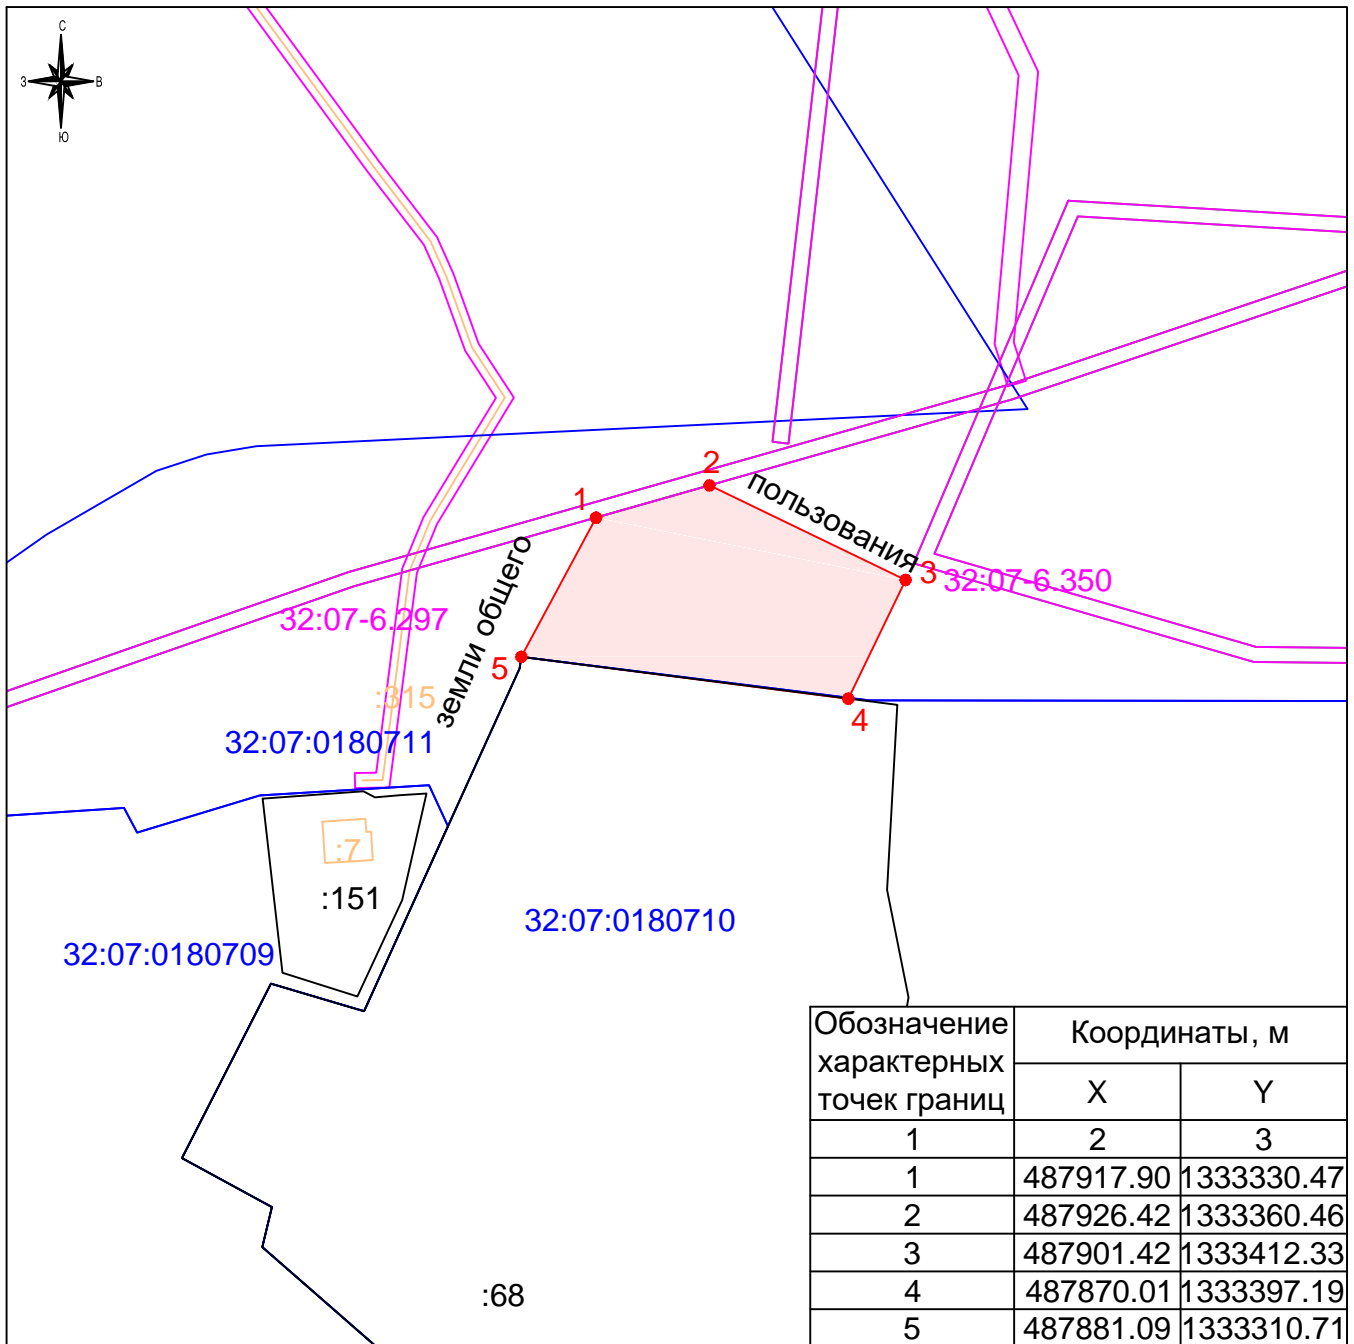 С
З
В
Ю
2
1
пользования
3
32:07-6.350
земли общего
32:07-6.297
5
:315
4
32:07:0180711
:7
:151
32:07:0180710
32:07:0180709
:68
Обозначение характерных точек границ
Координаты, м
X Y
1 2 3
1 487917.90 1333330.47
2 487926.42 1333360.46
3 487901.42 1333412.33
4 487870.01 1333397.19
5 487881.09 1333310.71